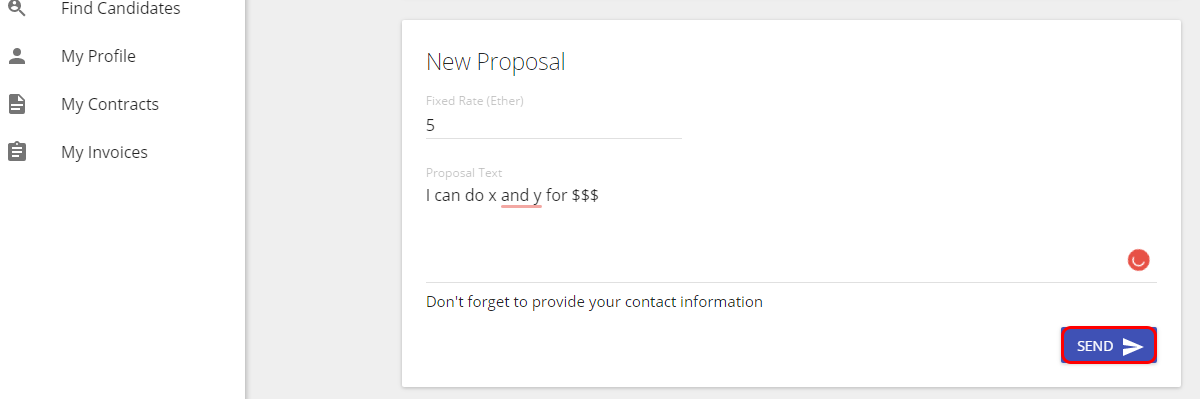 Find Candidates
My Profile
My Contracts
My Invoices
New Proposal
Fixed Rate (Ether)
5
Proposal Text
I can do x and y for $$$
Don't forget to provide your contact information
SEND